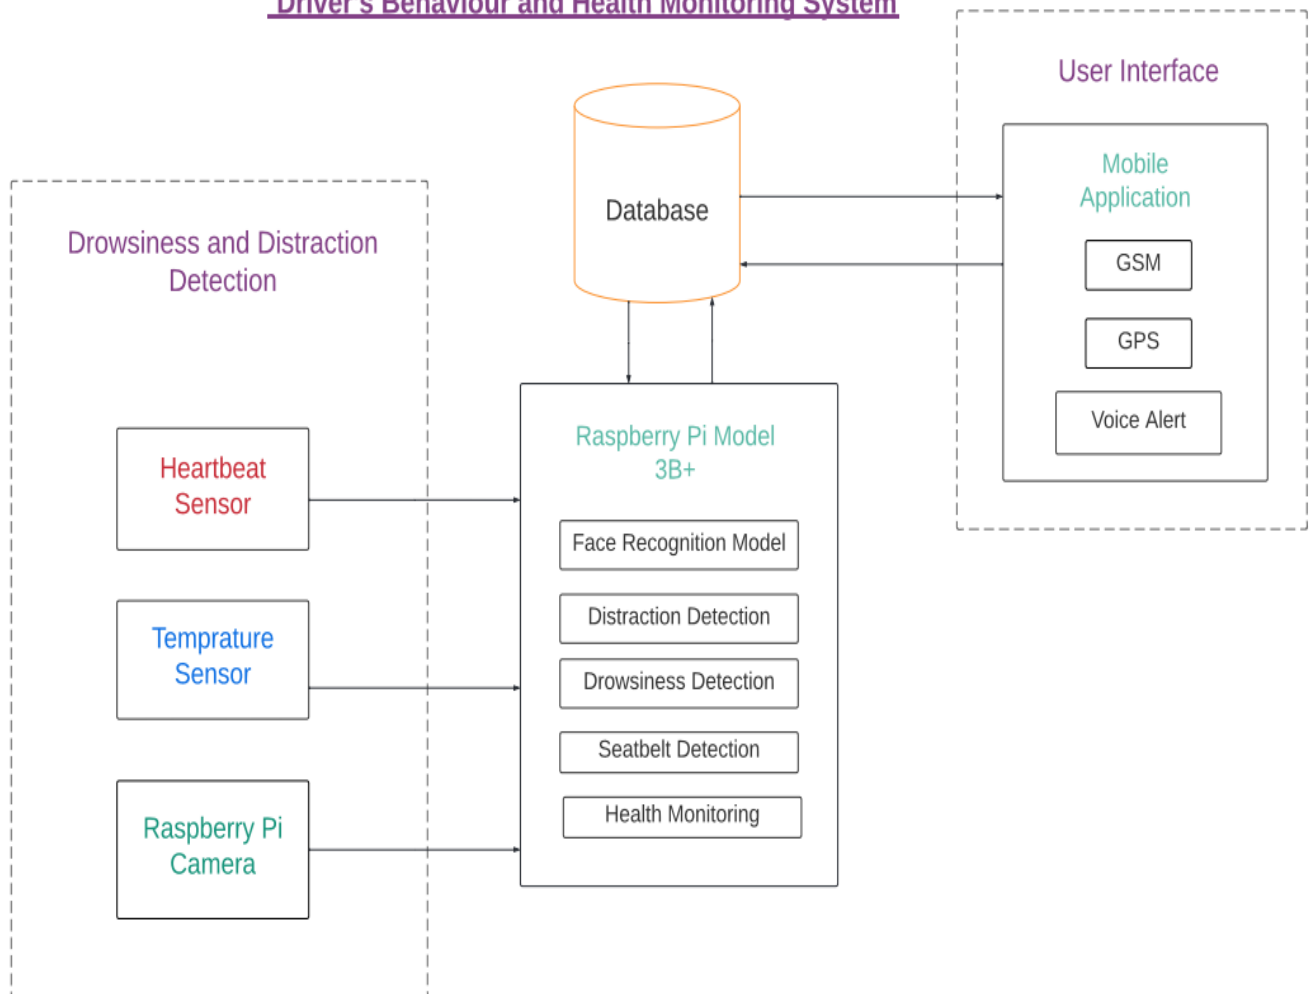 Driver's Behaviour and Health Monitoring System
User Interface
Mobile
Application
GSM
GPS
Voice Alert
Database
Drowsiness and Distraction
Detection
Heartbeat
Sensor
Temprature
Sensor
Raspberry Pi
Camera
Raspberry Pi Model
3B+
Face Recognition Model
Distraction Detection
Drowsiness Detection
Seatbelt Detection
Health Monitoring